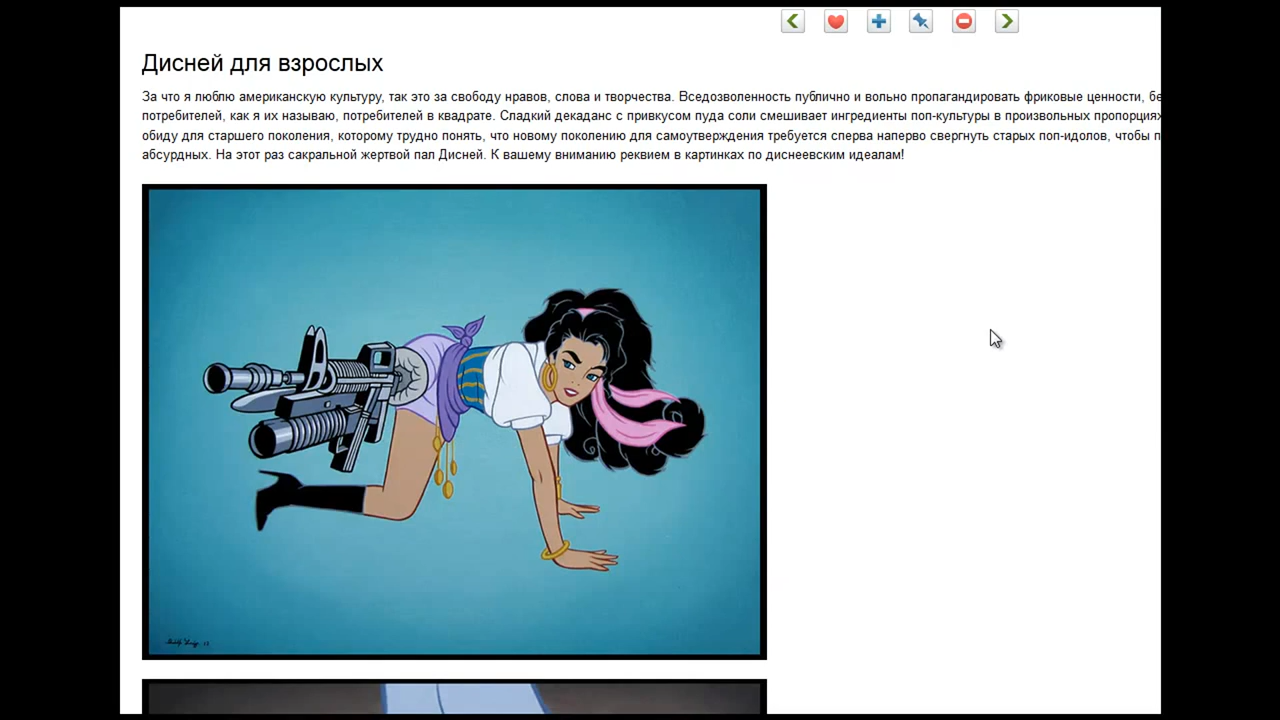 Дисней для взрослых
За что я люблю американскую культуру, так это за свободу нравов, слова и творчества. Вседозволенность публично и вольно пропагандировать фриковые ценности, бе
потребителей, как я их называю, потребителей в квадрате. Сладкий декаданс с привкусом пуда соли смешивает ингредиенты поп-культуры в произвольных пропорциях
обиду для старшего поколения, которому трудно понять, что новому поколению для самоутверждения требуется сперва наперво свергнуть старых поп-идолов, чтобы п
абсурдных. На этот раз сакральной жертвой пал Дисней. К вашему вниманию реквием в картинках по диснеевским идеалам!